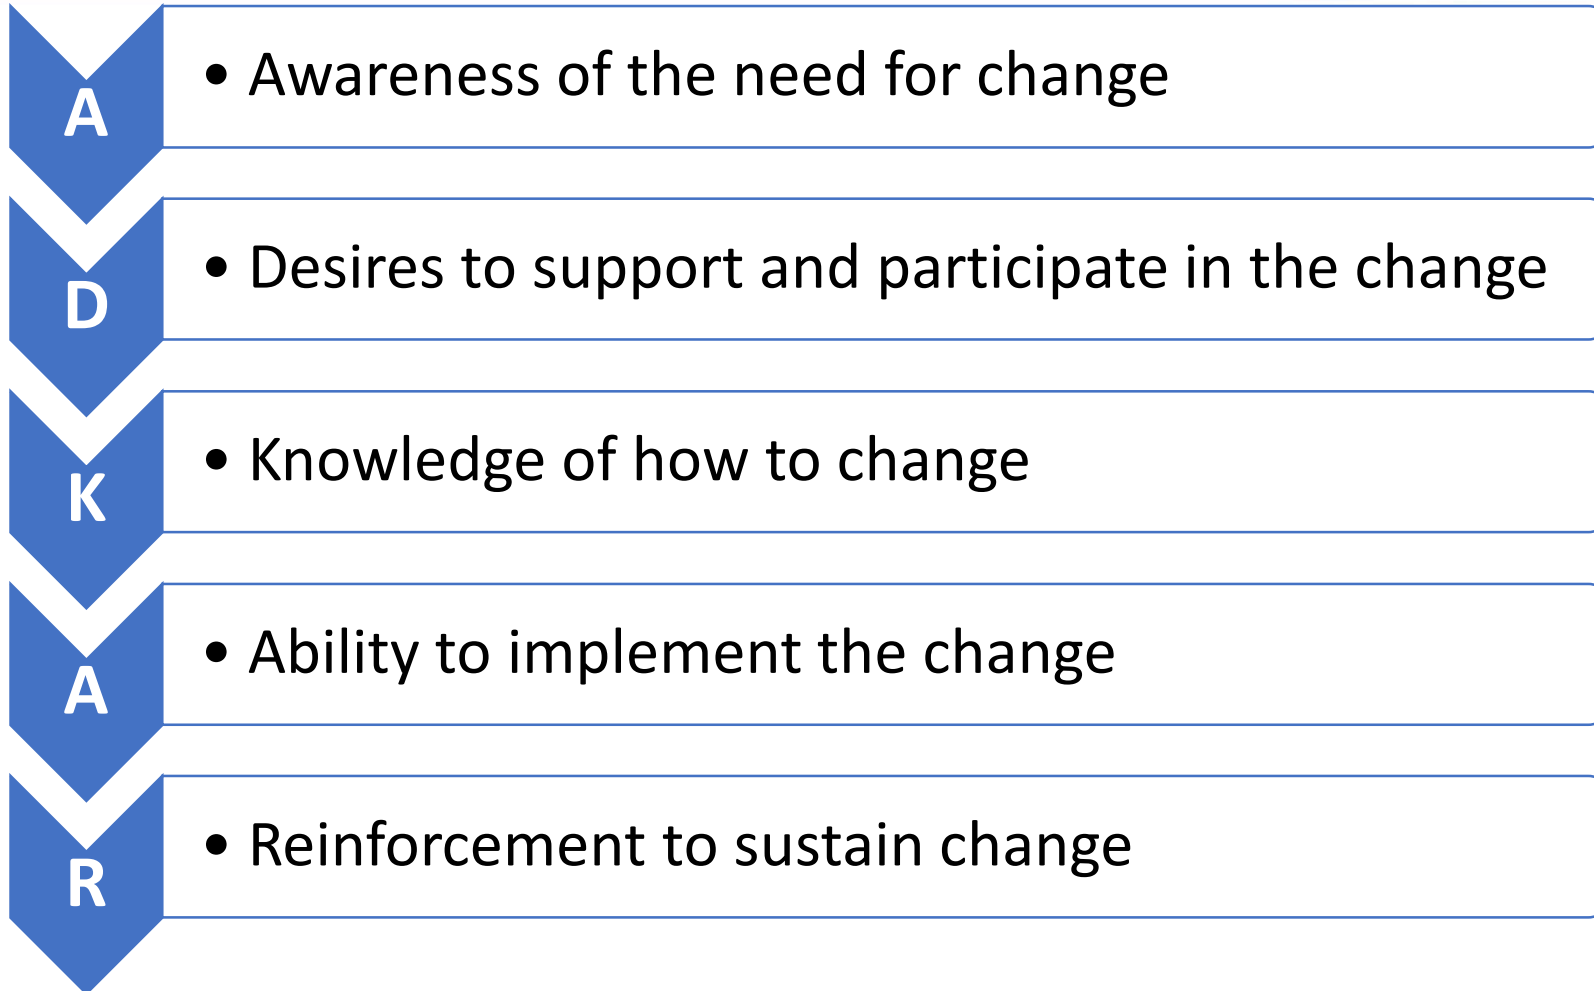 A
• Awareness of the need for change
D
• Desires to support and participate in the change
K
• Knowledge of how to change
A
• Ability to implement the change
R
• Reinforcement to sustain change